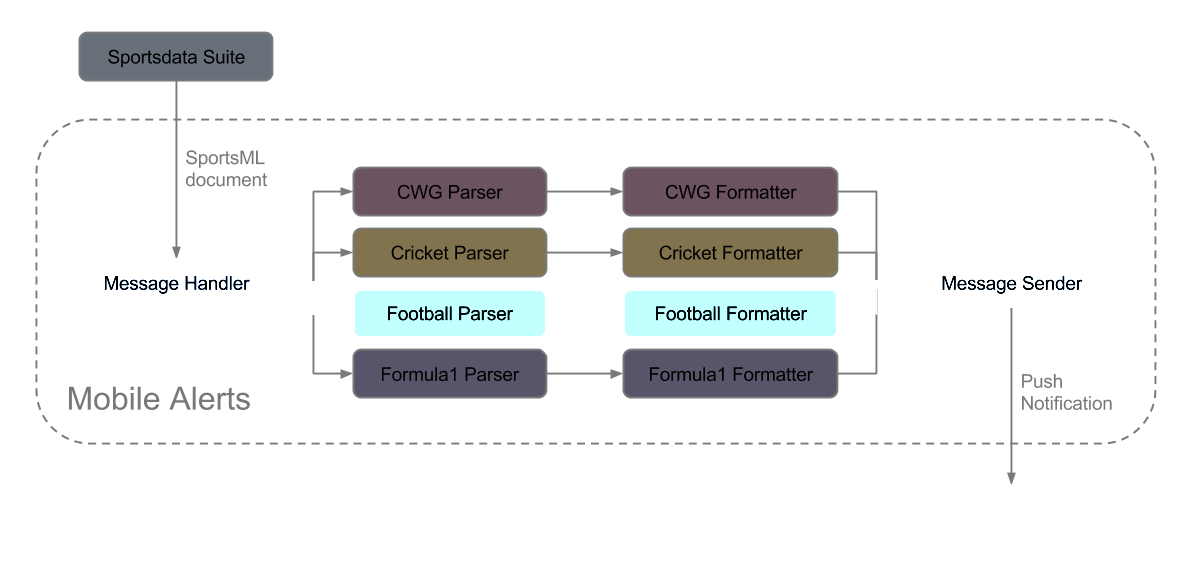 Sportsdata Suite
SportsML
document
CWG Parser
CWG Formatter
Cricket Parser
Cricket Formatter
Message Handler
Message Sender
Football Parser
Football Formatter
Formula1 Parser
Formula1 Formatter
Mobile Alerts
Push
Notification